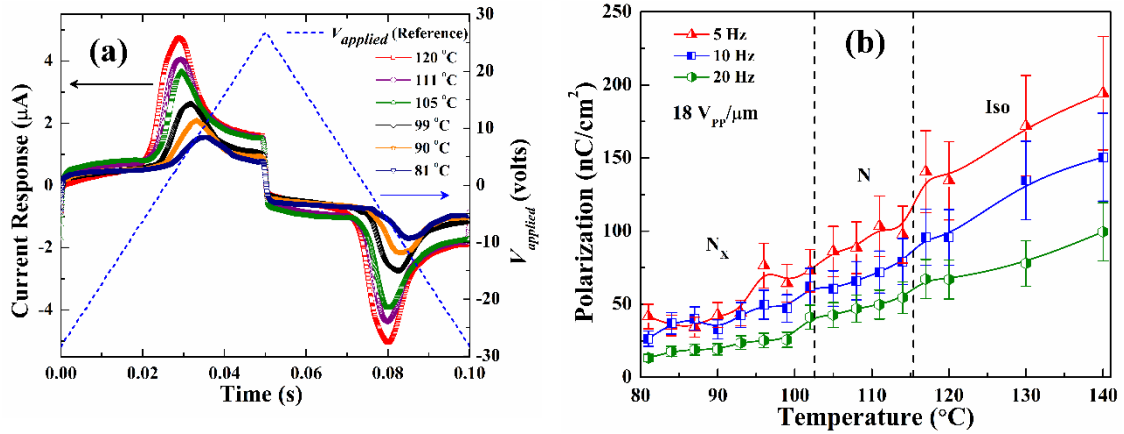 (a)
V_applied (Reference)
120 °C
111 °C
105 °C
99 °C
90 °C
81 °C
Current Response (µA)
4
2
0
-2
-4
30
20
10
0
-10
-20
-30
V_applied (volts)
0.00 0.02 0.04 0.06 0.08 0.10
Time (s)
(b)
5 Hz
10 Hz
20 Hz
18 V_PP/µm
N_X
N
Iso
Polarization (nC/cm²)
250
200
150
100
50
0
80 90 100 110 120 130 140
Temperature (°C)